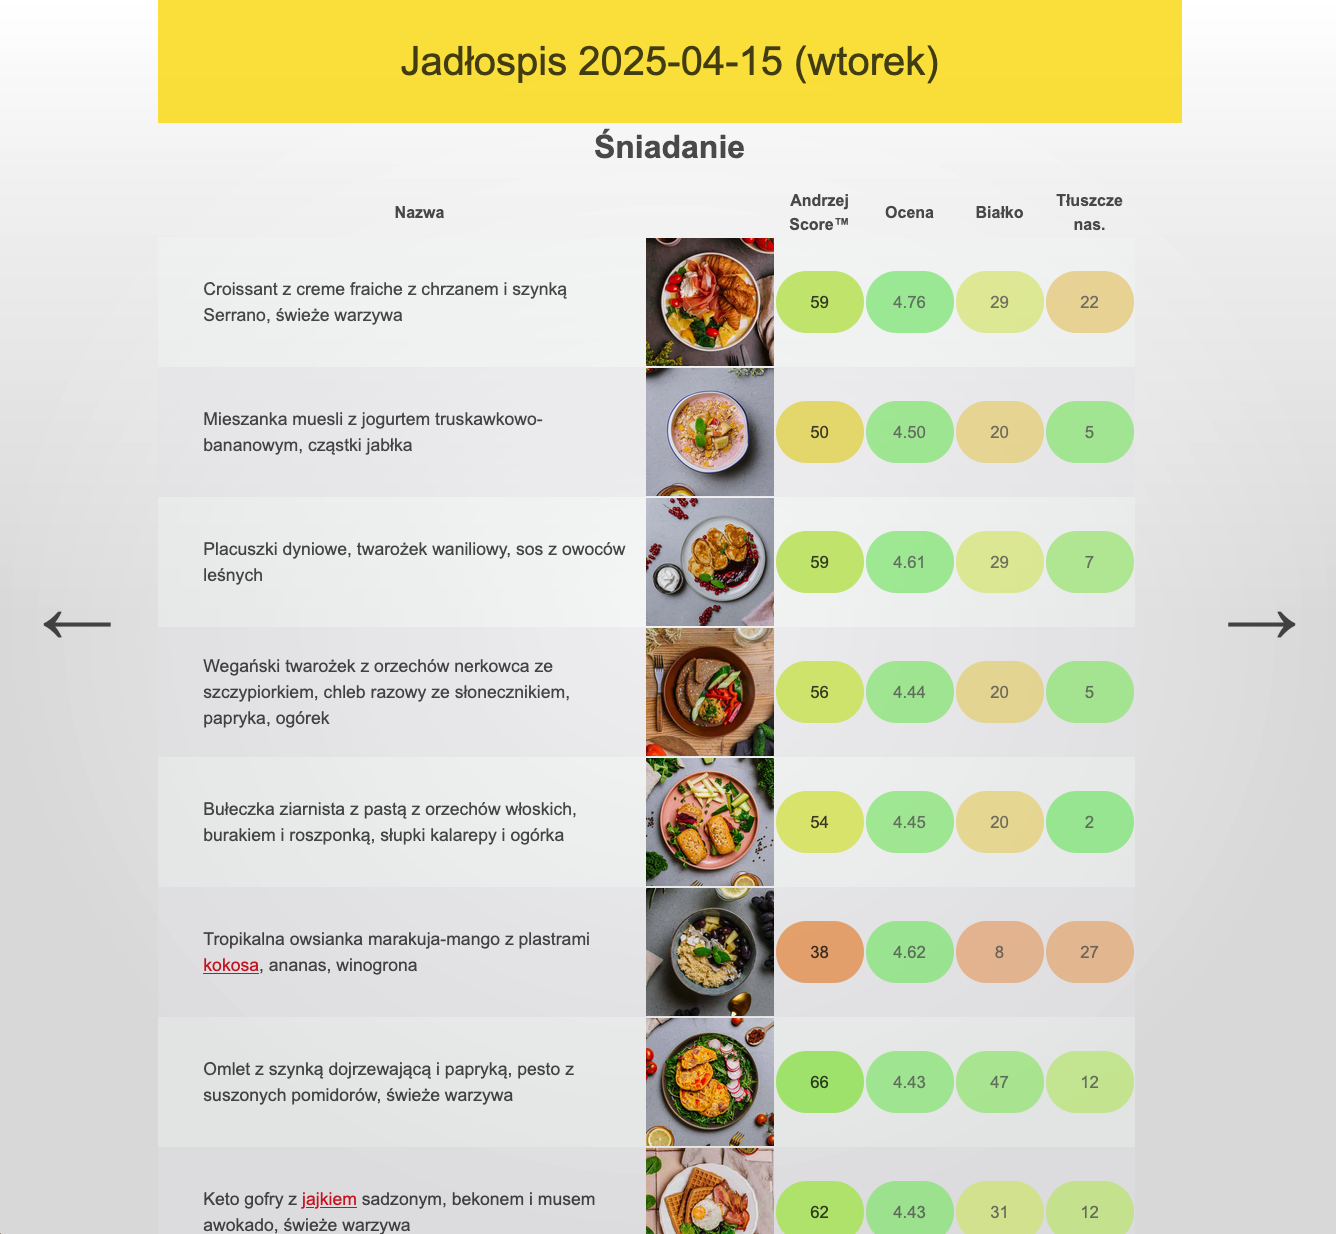 Jadłospis 2025-04-15 (wtorek)
Śniadanie
Nazwa
Andrzej
Score™
Ocena
Białko
Tłuszcze
nas.
Croissant z creme fraiche z chrzanem i szynką
Serrano, świeże warzywa
59 4.76 29 22
Mieszanka muesli z jogurtem truskawkowo-
bananowym, cząstki jabłka
50 4.50 20 5
Placuszki dyniowe, twarożek waniliowy, sos z owoców
leśnych
59 4.61 29 7
←
→
Wegański twarożek z orzechów nerkowca ze
szczypiorkiem, chleb razowy ze słonecznikiem,
papryka, ogórek
56 4.44 20 5
Bułeczka ziarnista z pastą z orzechów włoskich,
burakiem i roszponką, słupki kalarepy i ogórka
54 4.45 20 2
Tropikalna owsianka marakuja-mango z plastrami
kokosa, ananas, winogrona
38 4.62 8 27
Omlet z szynką dojrzewającą i papryką, pesto z
suszonych pomidorów, świeże warzywa
66 4.43 47 12
Keto gofry z jajkiem sadzonym, bekonem i musem
awokado, świeże warzywa
62 4.43 31 12